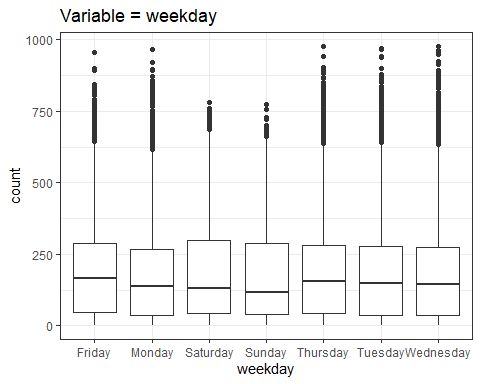 Variable = weekday
1000
750
500
250
0
count
Friday Monday Saturday Sunday Thursday Tuesday Wednesday
weekday